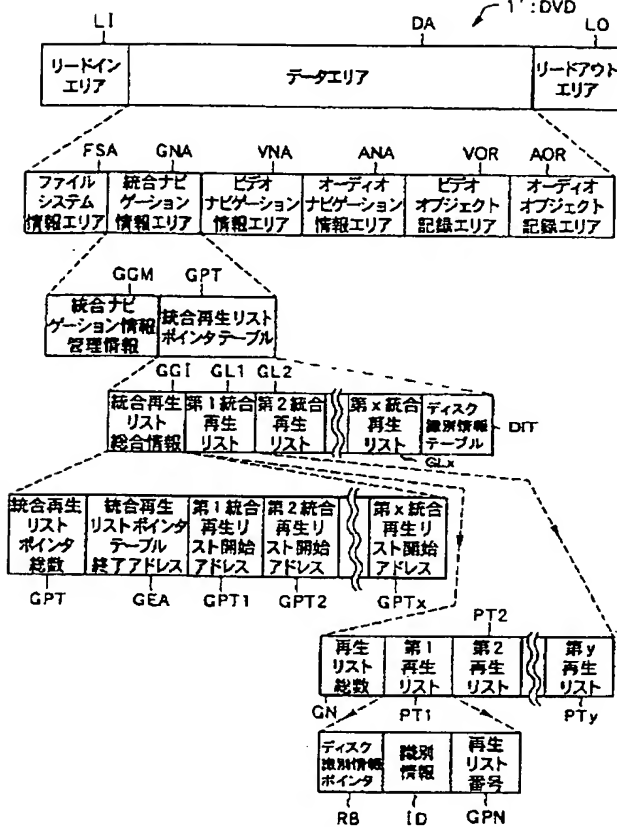 1':DVD
LI DA LO
リードイン
エリア
データエリア
リードアウト
エリア
FSA GNA VNA ANA VOR AOR
ファイル
システム
情報エリア
統合ナビ
ゲーション
情報エリア
ビデオ
ナビゲーション
情報エリア
オーディオ
ナビゲーション
情報エリア
ビデオ
オブジェクト
記録エリア
オーディオ
オブジェクト
記録エリア
GGM GPT
統合ナビ
ゲーション情報
管理情報
統合再生リスト
ポインタテーブル
GGI GL1 GL2
統合再生
リスト
総合情報
第1統合
再生
リスト
第2統合
再生
リスト
第x統合
再生
リスト
ディスク
識別情報
テーブル
DIT
GLx
統合再生
リスト
ポインタ
総数
統合再生
リストポインタ
テーブル
終了アドレス
第1統合
再生リ
スト開始
アドレス
第2統合
再生リ
スト開始
アドレス
第x統合
再生リ
スト開始
アドレス
GPT GEA GPT1 GPT2 GPTx
PT2
再生
リスト
総数
第1
再生
リスト
第2
再生
リスト
第y
再生
リスト
GN PT1 PTy
ディスク
識別情報
ポインタ
識別
情報
再生
リスト
番号
RB ID GPN